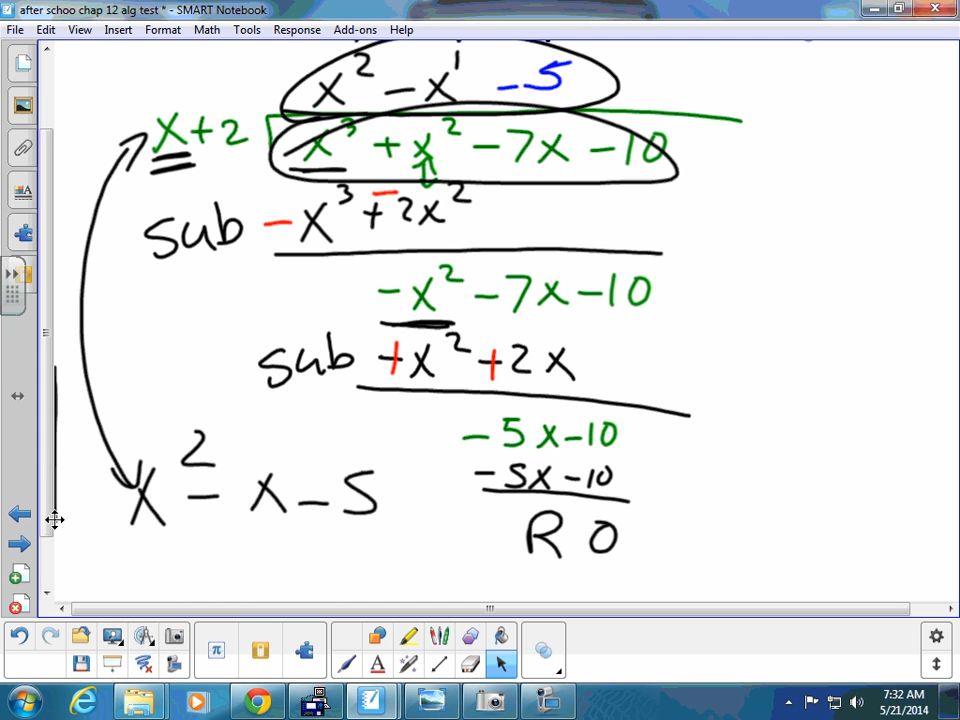 after schoo chap 12 alg test * - SMART Notebook
File Edit View Insert Format Math Tools Response Add-ons Help
x² - x¹ - 5
x + 2 x³ + x² - 7x - 10
sub - x³ + 2x²
- x² - 7x - 10
sub + x² + 2x
- 5x - 10
- 5x - 10
x² - x - 5
R 0
π
A
7:32 AM
5/21/2014